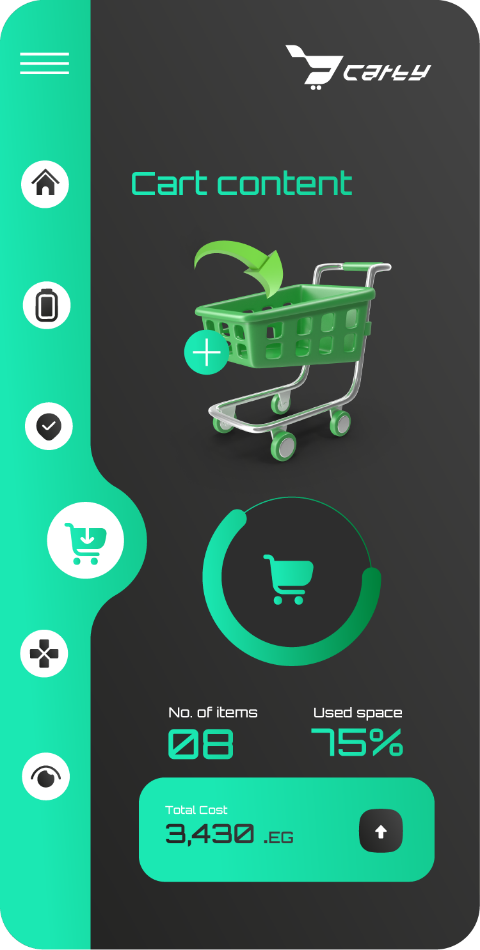 carty
Cart content
No. of items
Used space
08
75%
Total Cost
3,430 .EG